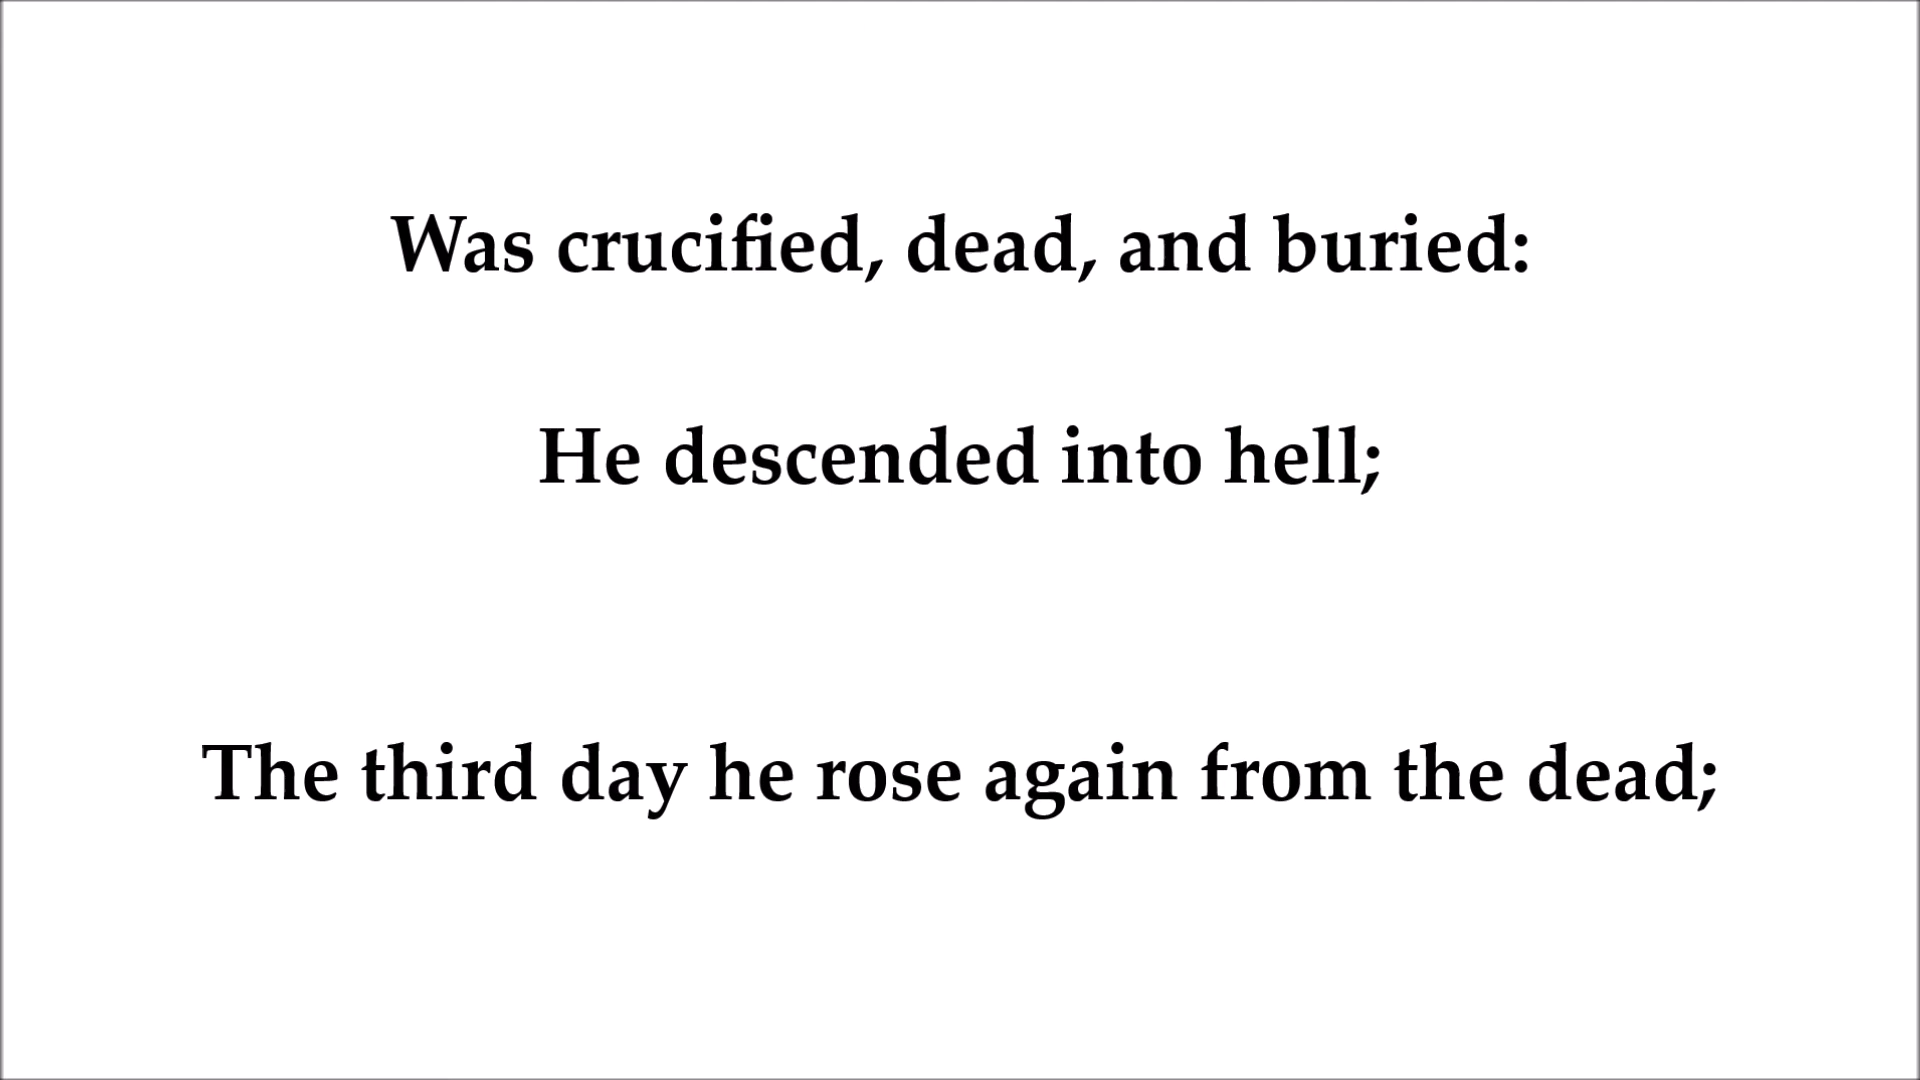 Was crucified, dead, and buried:
He descended into hell;
The third day he rose again from the dead;